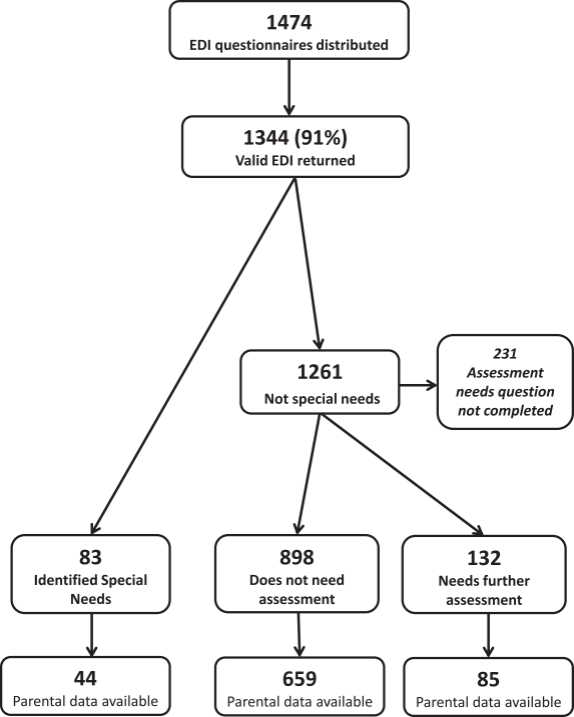 1474
EDI questionnaires distributed
1344 (91%)
Valid EDI returned
231
Assessment
needs question
not completed
1261
Not special needs
83
Identified Special
Needs
898
Does not need
assessment
132
Needs further
assessment
44
Parental data available
659
Parental data available
85
Parental data available